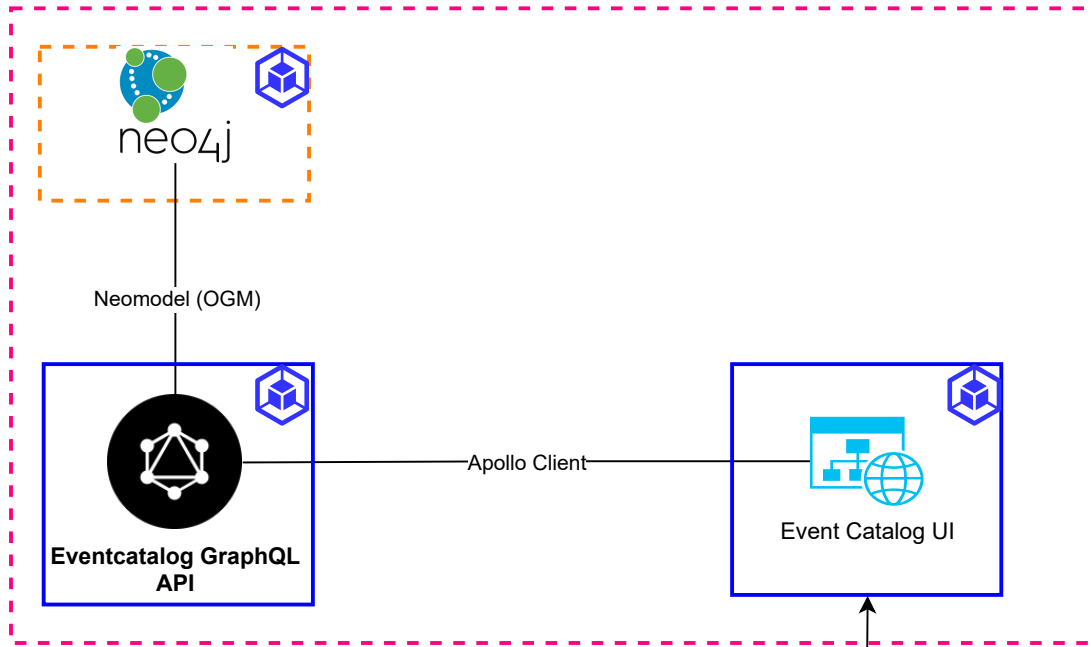 neo4j
Neomodel (OGM)
Apollo Client
Eventcatalog GraphQL
API
Event Catalog UI